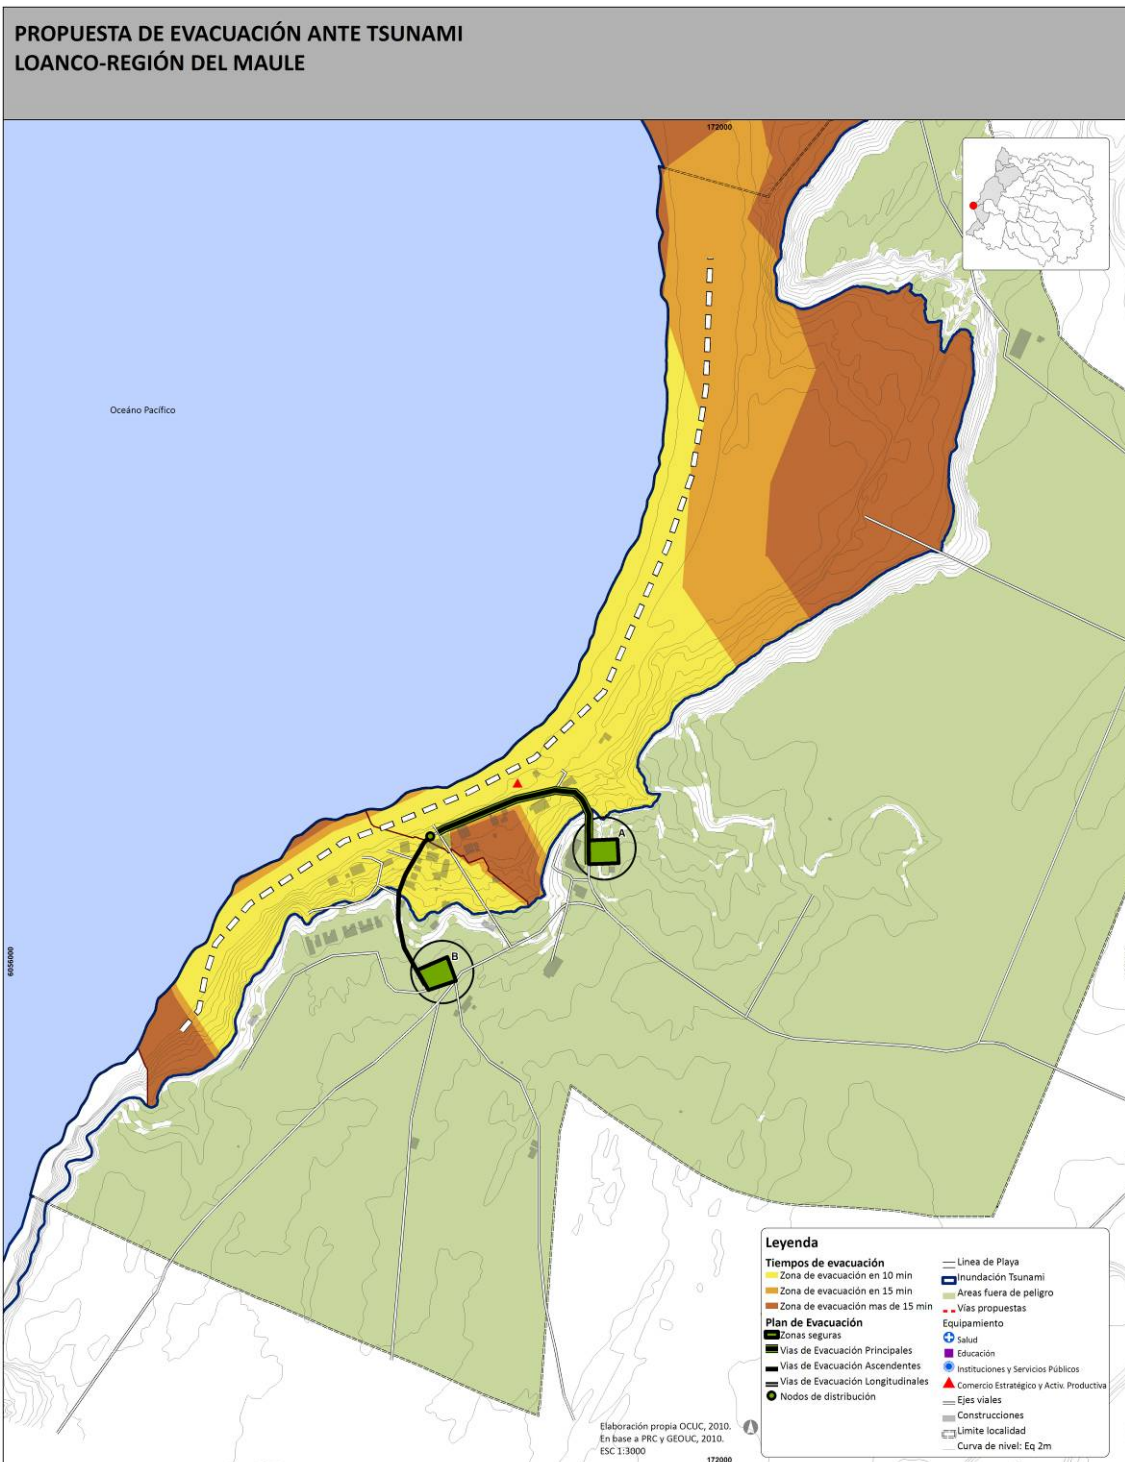 PROPUESTA DE EVACUACIÓN ANTE TSUNAMI
LOANCO-REGIÓN DEL MAULE
172000
Oceáno Pacífico
A
B
6056000
Leyenda
Tiempos de evacuación
Zona de evacuación en 10 min
Zona de evacuación en 15 min
Zona de evacuación mas de 15 min
Plan de Evacuación
Zonas seguras
Vias de Evacuación Principales
Vias de Evacuación Ascendentes
Vias de Evacuación Longitudinales
Nodos de distribución
Linea de Playa
Inundación Tsunami
Areas fuera de peligro
Vías propuestas
Equipamiento
Salud
Educación
Instituciones y Servicios Públicos
Comercio Estratégico y Activ. Productiva
Ejes viales
Construcciones
Limite localidad
Curva de nivel: Eq 2m
Elaboración propia OCUC, 2010.
En base a PRC y GEOUC, 2010.
ESC 1:3000
172000